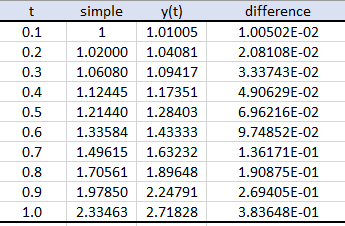 t simple y(t) difference
0.1 1 1.01005 1.00502E-02
0.2 1.02000 1.04081 2.08108E-02
0.3 1.06080 1.09417 3.33743E-02
0.4 1.12445 1.17351 4.90629E-02
0.5 1.21440 1.28403 6.96216E-02
0.6 1.33584 1.43333 9.74852E-02
0.7 1.49615 1.63232 1.36171E-01
0.8 1.70561 1.89648 1.90875E-01
0.9 1.97850 2.24791 2.69405E-01
1.0 2.33463 2.71828 3.83648E-01